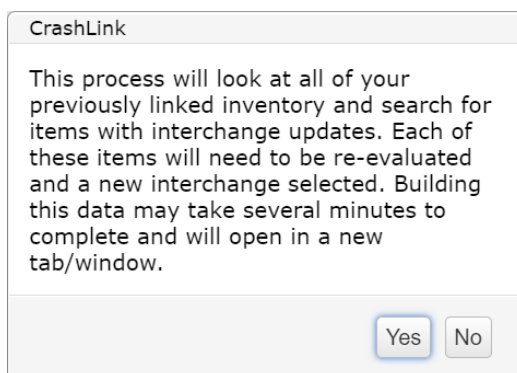 CrashLink
This process will look at all of your
previously linked inventory and search for
items with interchange updates. Each of
these items will need to be re-evaluated
and a new interchange selected. Building
this data may take several minutes to
complete and will open in a new
tab/window.
Yes No